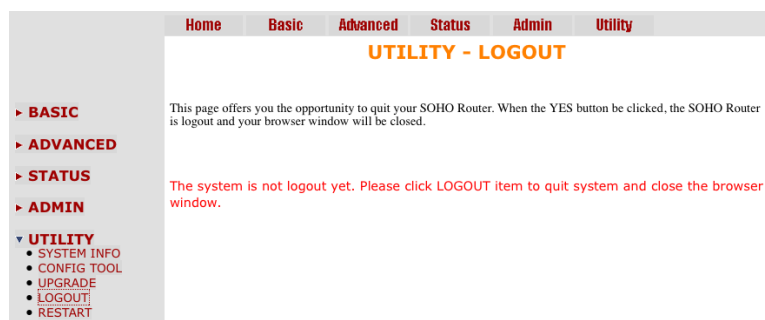 Home Basic Advanced Status Admin Utility
UTILITY - LOGOUT
This page offers you the opportunity to quit your SOHO Router. When the YES button be clicked, the SOHO Router
is logout and your browser window will be closed.
The system is not logout yet. Please click LOGOUT item to quit system and close the browser
window.
BASIC
ADVANCED
STATUS
ADMIN
UTILITY
SYSTEM INFO
CONFIG TOOL
UPGRADE
LOGOUT
RESTART